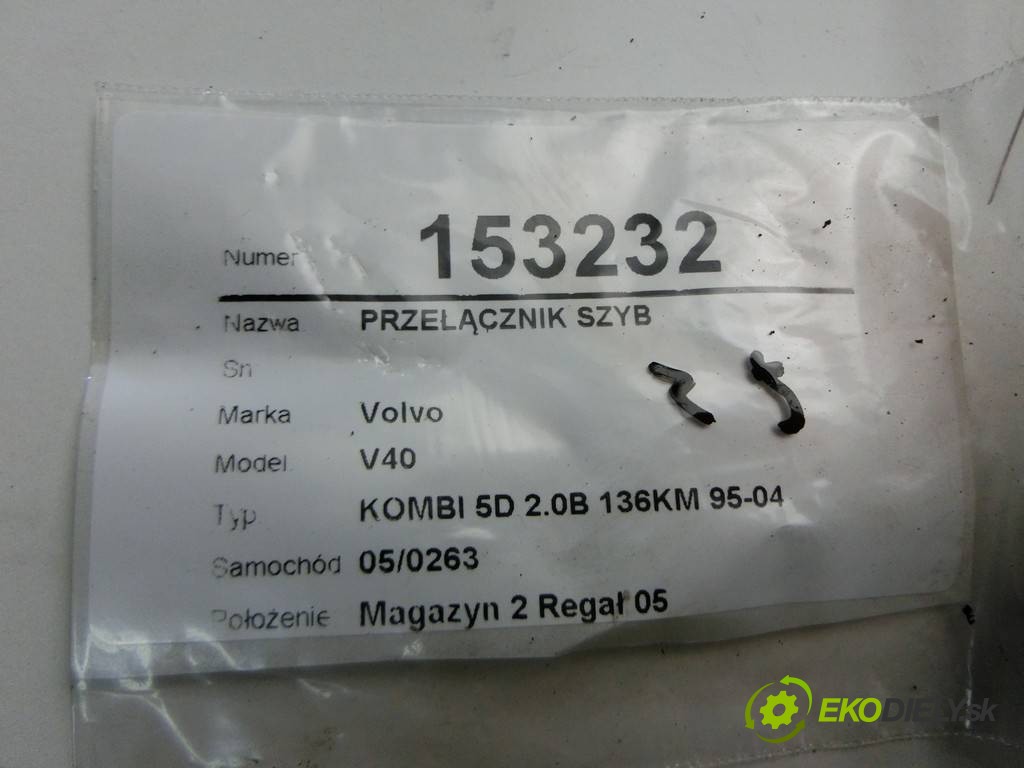 Numer 153232
Nazwa PRZEŁĄCZNIK SZYB
Sn
Marka Volvo
Model V40
Typ KOMBI 5D 2.0B 136KM 95-04
Samochód 05/0263
Położenie Magazyn 2 Regał 05
EKODIELY.sk